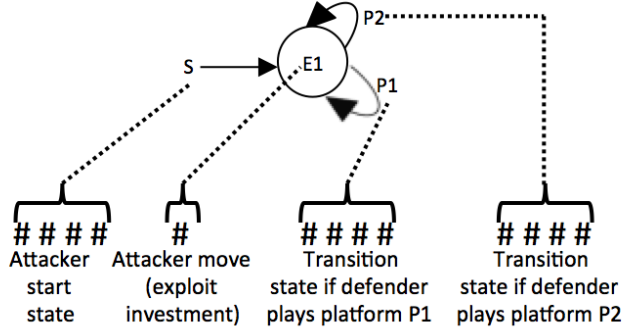 P2
S
E1
P1
# # # #
#
# # # #
# # # #
Attacker
start
state
Attacker move
(exploit
investment)
Transition
state if defender
plays platform P1
Transition
state if defender
plays platform P2